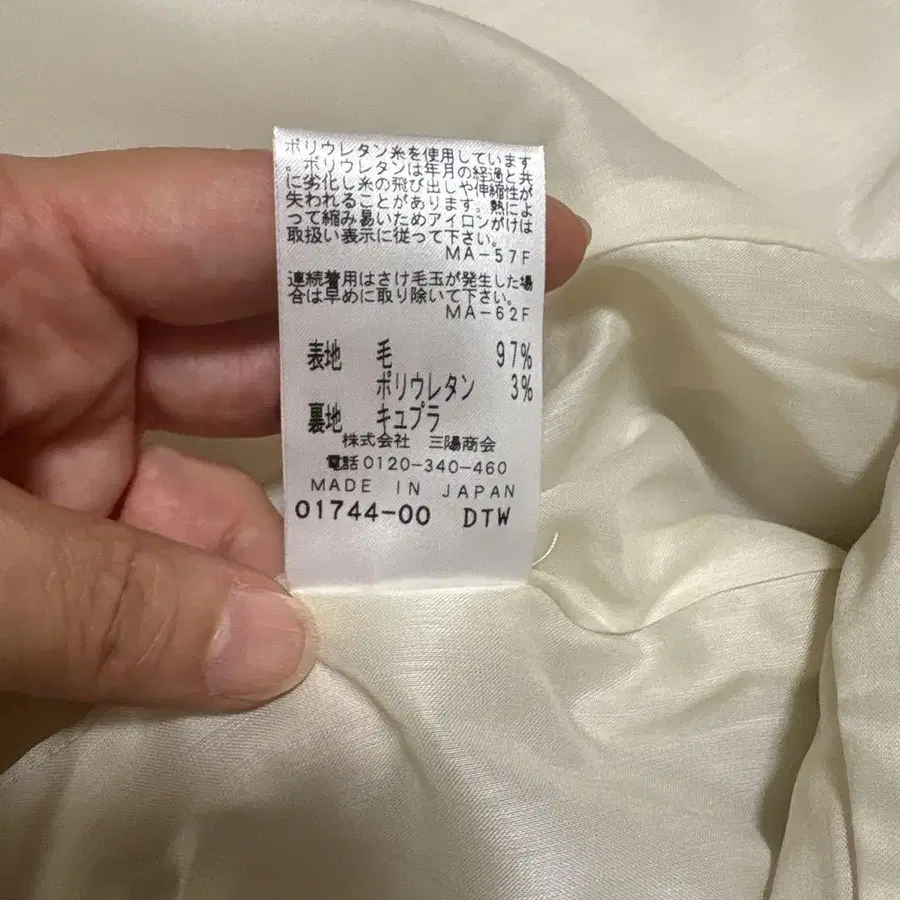 ポリウレタン糸を使用しています
。ポリウレタンは年月の経過と共
に劣化し糸の飛び出しや伸縮性が
失われることがあります。熱によ
って縮み易いためアイロンがけは
取扱い表示に従って下さい。
MA-57F
連続着用はさけ毛玉が発生した場
合は早めに取り除いて下さい。
MA-62F
表地 毛 97%
ポリウレタン 3%
裏地 キュプラ
株式会社 三陽商会
電話0120-340-460
MADE IN JAPAN
01744-00 DTW